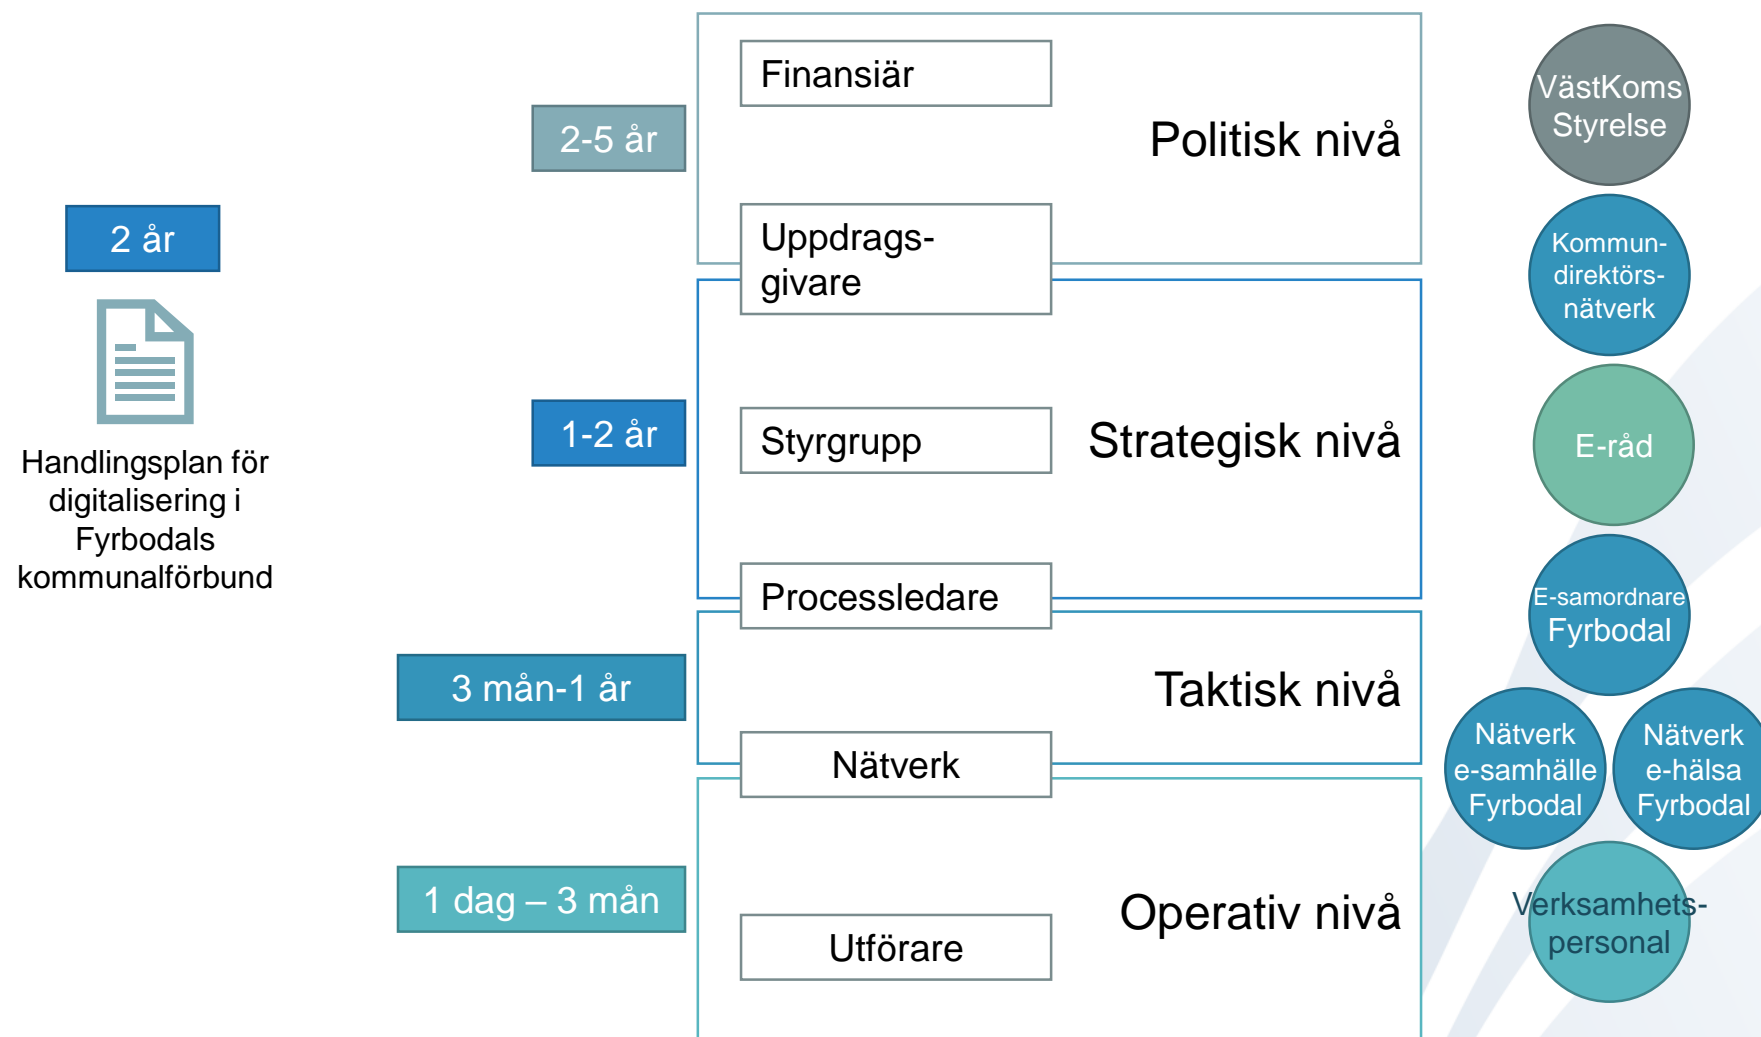 2 år
Handlingsplan för
digitalisering i
Fyrbodals
kommunalförbund
2-5 år
1-2 år
3 mån-1 år
1 dag – 3 mån
Finansiär
Politisk nivå
Uppdrags-
givare
Styrgrupp
Strategisk nivå
Processledare
Taktisk nivå
Nätverk
Operativ nivå
Utförare
VästKoms
Styrelse
Kommun-
direktörs-
nätverk
E-råd
E-samordnare
Fyrbodal
Nätverk
e-samhälle
Fyrbodal
Nätverk
e-hälsa
Fyrbodal
Verksamhets-
personal